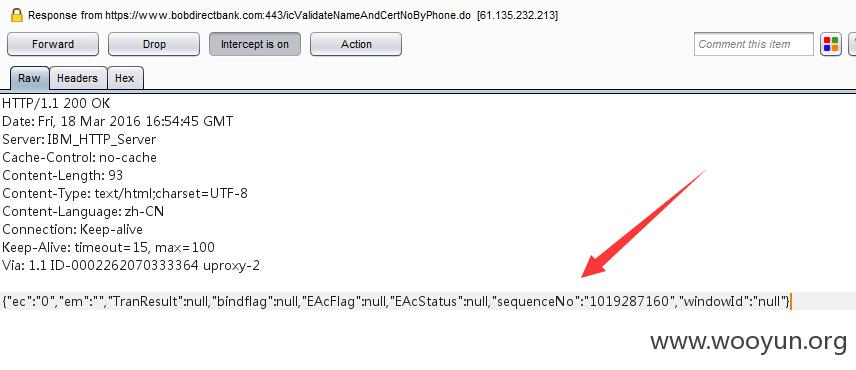 Response from https://www.bobdirectbank.com:443/icValidateNameAndCertNoByPhone.do [61.135.232.213]
Forward Drop Intercept is on Action Comment this item
Raw Headers Hex
HTTP/1.1 200 OK
Date: Fri, 18 Mar 2016 16:54:45 GMT
Server: IBM_HTTP_Server
Cache-Control: no-cache
Content-Length: 93
Content-Type: text/html;charset=UTF-8
Content-Language: zh-CN
Connection: Keep-alive
Keep-Alive: timeout=15, max=100
Via: 1.1 ID-0002262070333364 uproxy-2
{"ec":"0","em":"","TranResult":null,"bindflag":null,"EAcFlag":null,"EAcStatus":null,"sequenceNo":"1019287160","windowId":"null"}
www.wooyun.org